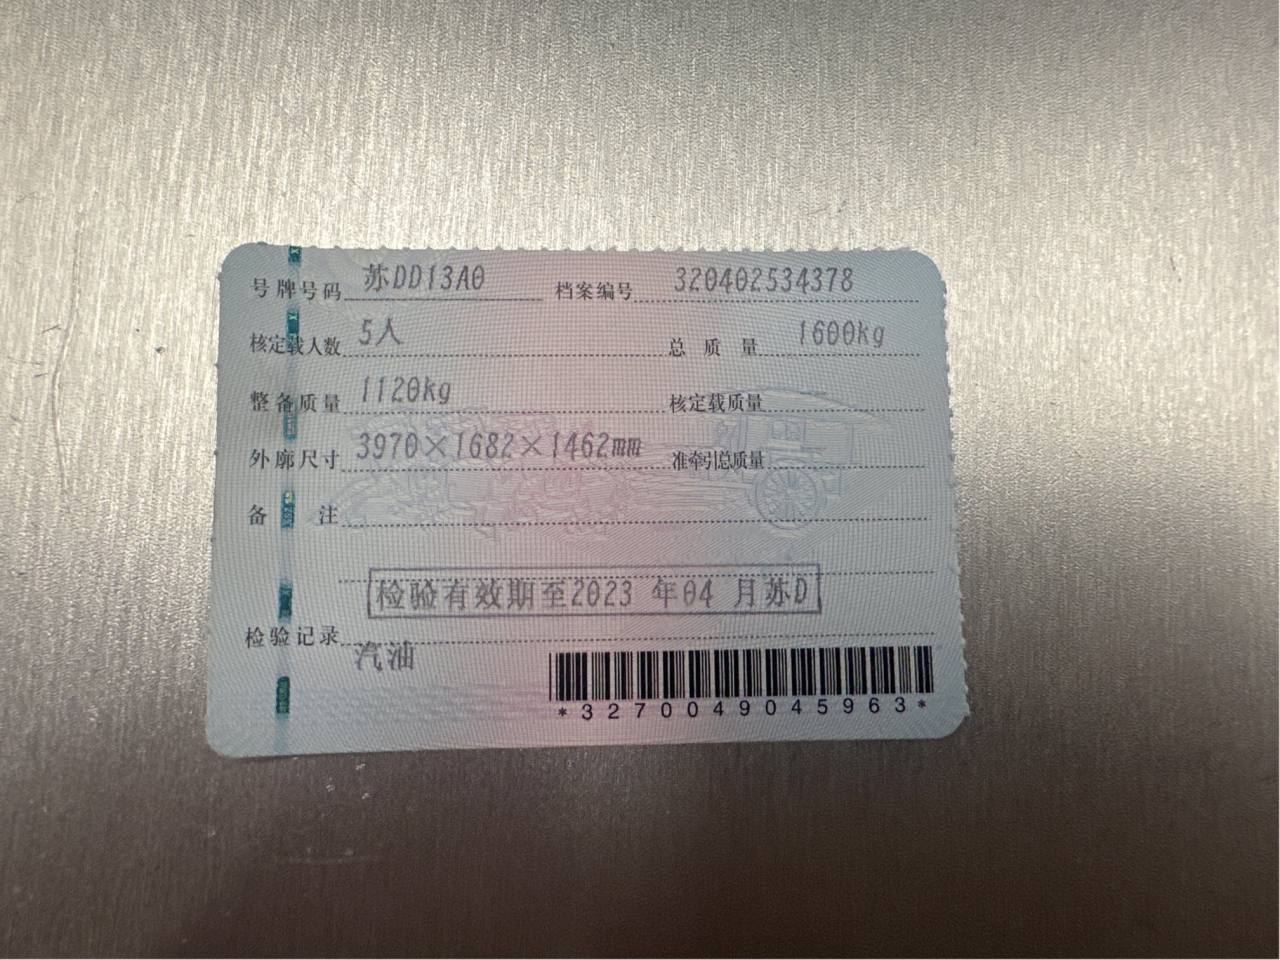 号牌号码 苏DD13A0 档案编号 320402534378
核定载人数 5人 总质量 1600kg
整备质量 1120kg 核定载质量
外廓尺寸 3970×1682×1462mm 准牵引总质量
备注
检验有效期至2023 年04 月苏D
检验记录
汽油
*3270049045963*